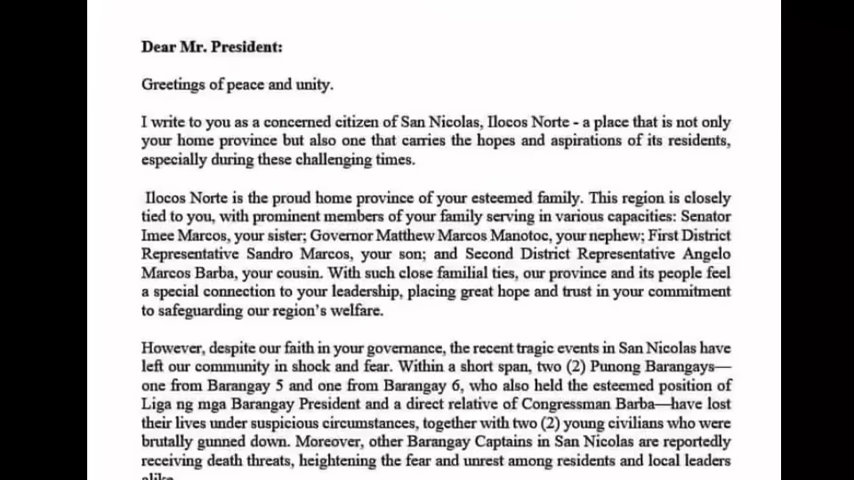 Dear Mr. President:
Greetings of peace and unity.
I write to you as a concerned citizen of San Nicolas, Ilocos Norte - a place that is not only
your home province but also one that carries the hopes and aspirations of its residents,
especially during these challenging times.
Ilocos Norte is the proud home province of your esteemed family. This region is closely
tied to you, with prominent members of your family serving in various capacities: Senator
Imee Marcos, your sister; Governor Matthew Marcos Manotoc, your nephew; First District
Representative Sandro Marcos, your son; and Second District Representative Angelo
Marcos Barba, your cousin. With such close familial ties, our province and its people feel
a special connection to your leadership, placing great hope and trust in your commitment
to safeguarding our region's welfare.
However, despite our faith in your governance, the recent tragic events in San Nicolas have
left our community in shock and fear. Within a short span, two (2) Punong Barangays—
one from Barangay 5 and one from Barangay 6, who also held the esteemed position of
Liga ng mga Barangay President and a direct relative of Congressman Barba—have lost
their lives under suspicious circumstances, together with two (2) young civilians who were
brutally gunned down. Moreover, other Barangay Captains in San Nicolas are reportedly
receiving death threats, heightening the fear and unrest among residents and local leaders
alike.